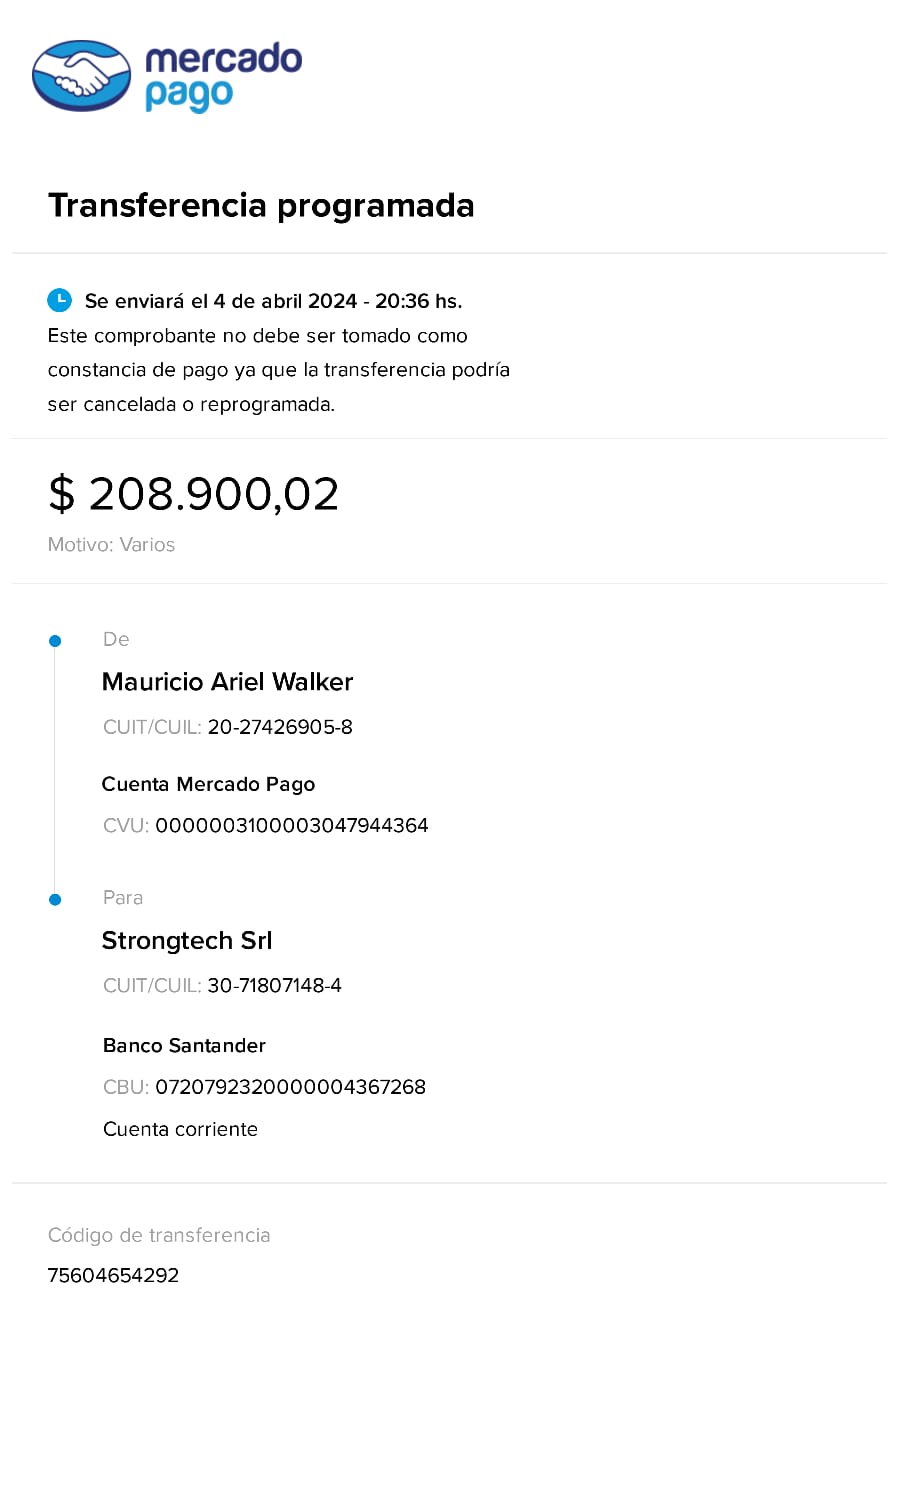 mercado
pago
Transferencia programada
Se enviará el 4 de abril 2024 - 20:36 hs.
Este comprobante no debe ser tomado como
constancia de pago ya que la transferencia podría
ser cancelada o reprogramada.
$ 208.900,02
Motivo: Varios
De
Mauricio Ariel Walker
CUIT/CUIL: 20-27426905-8
Cuenta Mercado Pago
CVU: 0000003100003047944364
Para
Strongtech Srl
CUIT/CUIL: 30-71807148-4
Banco Santander
CBU: 0720792320000004367268
Cuenta corriente
Código de transferencia
75604654292